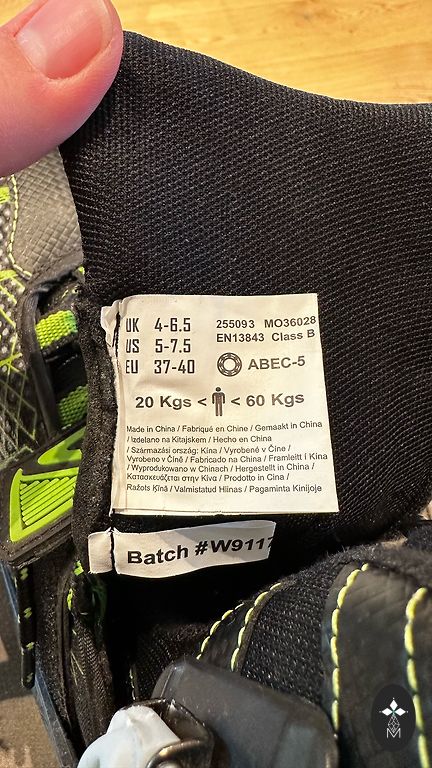 UK 4-6.5
US 5-7.5
EU 37-40
255093 MO36028
EN13843 Class B
ABEC-5
20 Kgs < < 60 Kgs
Made in China / Fabriqué en Chine / Gemaakt in China
/ Izdelano na Kitajskem / Hecho en China
/ Származási ország: Kína / Vyrobené v Číne /
Vyrobeno v Číně / Fabricado na China / Framleitt í Kína
/ Wyprodukowano w Chinach / Hergestellt in China /
Κατασκευάζεται στην Κίνα / Prodotto in Cina /
Ražots Ķīnā / Valmistatud Hiinas / Pagaminta Kinijoje
Batch #W9117
M